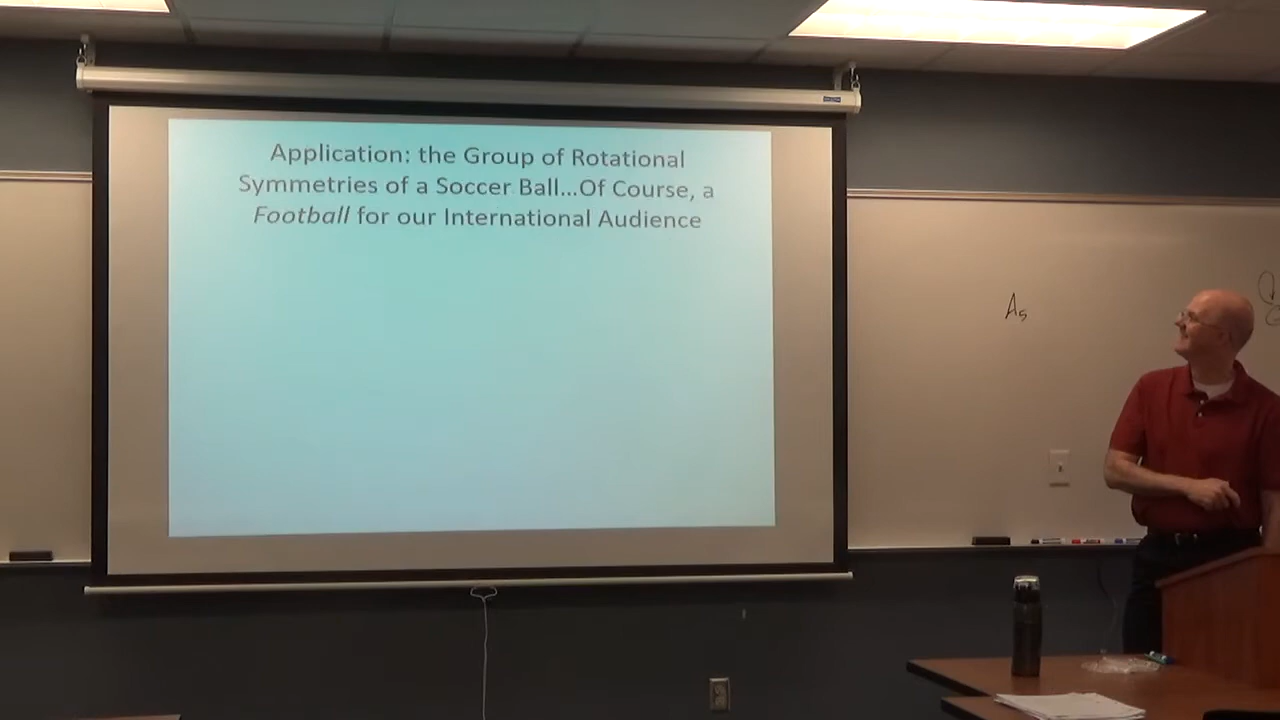 Application: the Group of Rotational
Symmetries of a Soccer Ball...Of Course, a
Football for our International Audience
A5